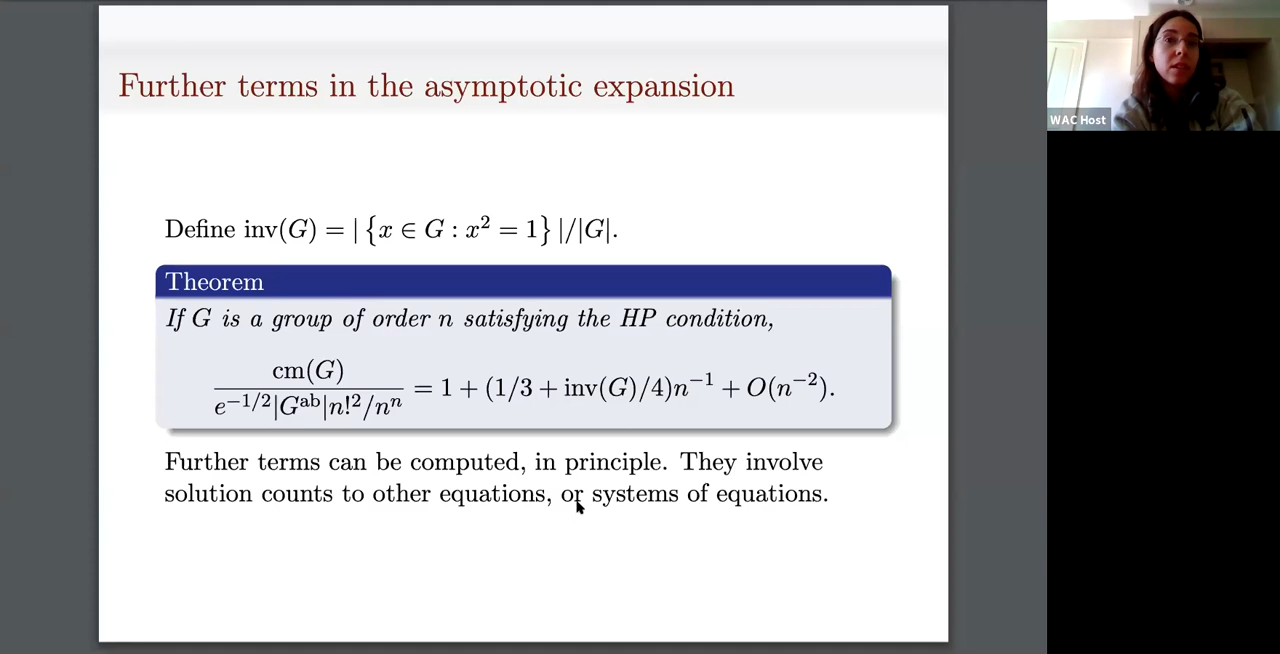 Further terms in the asymptotic expansion
WAC Host
Define inv(G) = |{x ∈ G : x² = 1}|/|G|.
Theorem
If G is a group of order n satisfying the HP condition,
cm(G) / e^{−1/2}|G^{ab}|n!²/nⁿ = 1 + (1/3 + inv(G)/4)n^{−1} + O(n^{−2}).
Further terms can be computed, in principle. They involve
solution counts to other equations, or systems of equations.